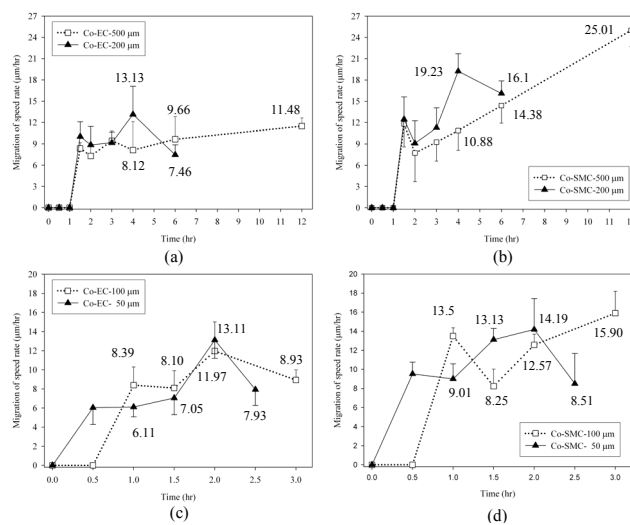 27
24
21
18
15
12
9
6
3
0
Migration of speed rate (μm/hr)
Co-EC-500 μm
Co-EC-200 μm
13.13
9.66
11.48
8.12
7.46
0 1 2 3 4 5 6 7 8 9 10 11 12
Time (hr)
(a)
27
24
21
18
15
12
9
6
3
0
Migration of speed rate (μm/hr)
25.01
19.23
16.1
14.38
10.88
Co-SMC-500 μm
Co-SMC-200 μm
0 1 2 3 4 5 6 7 8 9 10 11 12
Time (hr)
(b)
20
18
16
14
12
10
8
6
4
2
0
Migration of speed rate (μm/hr)
Co-EC-100 μm
Co-EC- 50 μm
13.11
8.39
8.10
11.97
8.93
7.05
7.93
6.11
0.0 0.5 1.0 1.5 2.0 2.5 3.0
Time (hr)
(c)
20
18
16
14
12
10
8
6
4
2
0
Migration of speed rate (μm/hr)
13.5
13.13
14.19
15.90
12.57
9.01
8.25
8.51
Co-SMC-100 μm
Co-SMC- 50 μm
0.0 0.5 1.0 1.5 2.0 2.5 3.0
Time (hr)
(d)